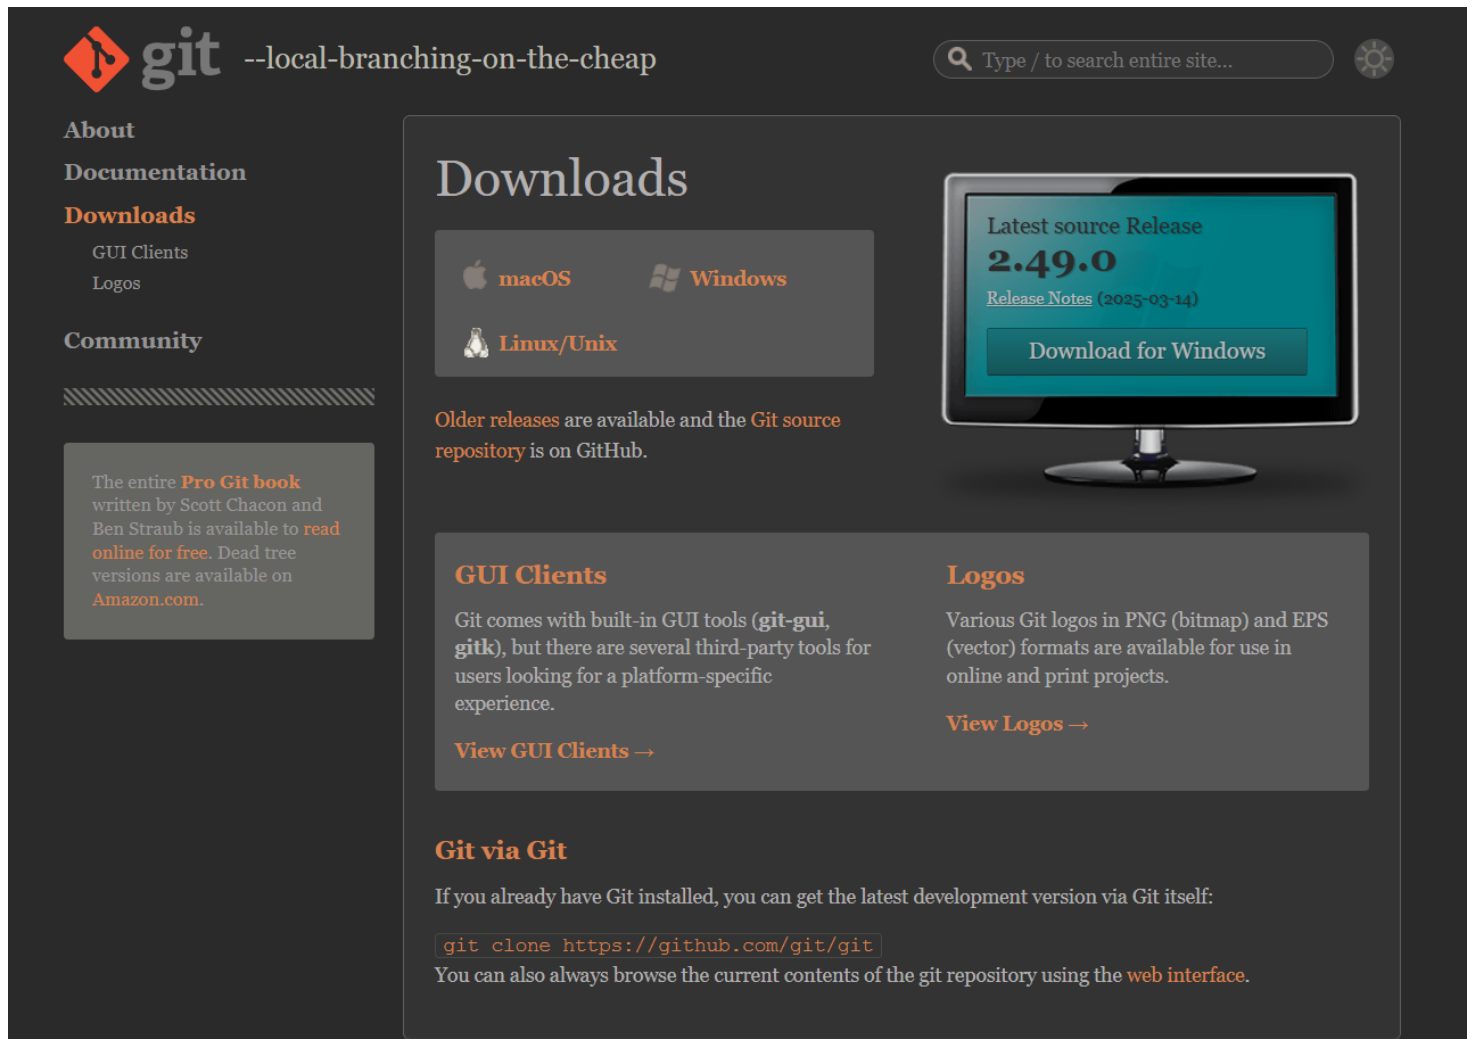 git --local-branching-on-the-cheap
Type / to search entire site...
About
Documentation
Downloads
GUI Clients
Logos
Community
The entire Pro Git book
written by Scott Chacon and
Ben Straub is available to read
online for free. Dead tree
versions are available on
Amazon.com.
Downloads
macOS
Windows
Linux/Unix
Older releases are available and the Git source
repository is on GitHub.
Latest source Release
2.49.0
Release Notes (2025-03-14)
Download for Windows
GUI Clients
Git comes with built-in GUI tools (git-gui,
gitk), but there are several third-party tools for
users looking for a platform-specific
experience.
View GUI Clients →
Logos
Various Git logos in PNG (bitmap) and EPS
(vector) formats are available for use in
online and print projects.
View Logos →
Git via Git
If you already have Git installed, you can get the latest development version via Git itself:
git clone https://github.com/git/git
You can also always browse the current contents of the git repository using the web interface.